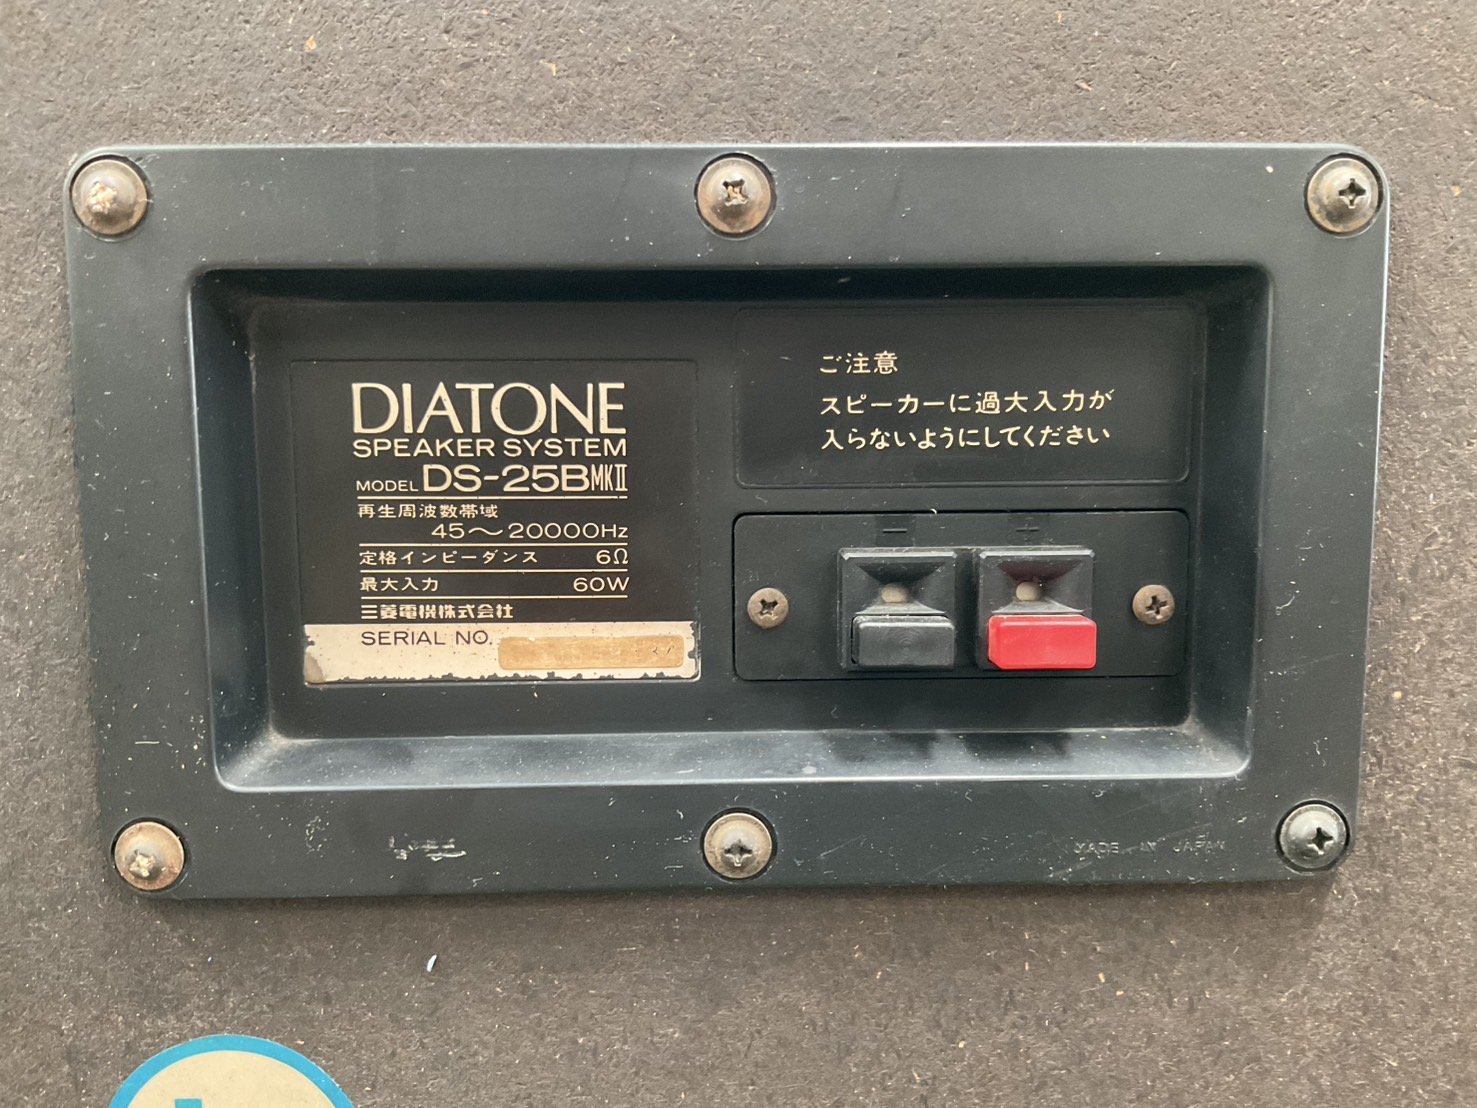 DIATONE
SPEAKER SYSTEM
MODEL DS-25BMKII
再生周波数帯域
45〜20000Hz
定格インピーダンス 6Ω
最大入力 60W
三菱電機株式会社
SERIAL NO.
ご注意
スピーカーに過大入力が
入らないようにしてください
− +
MADE IN JAPAN